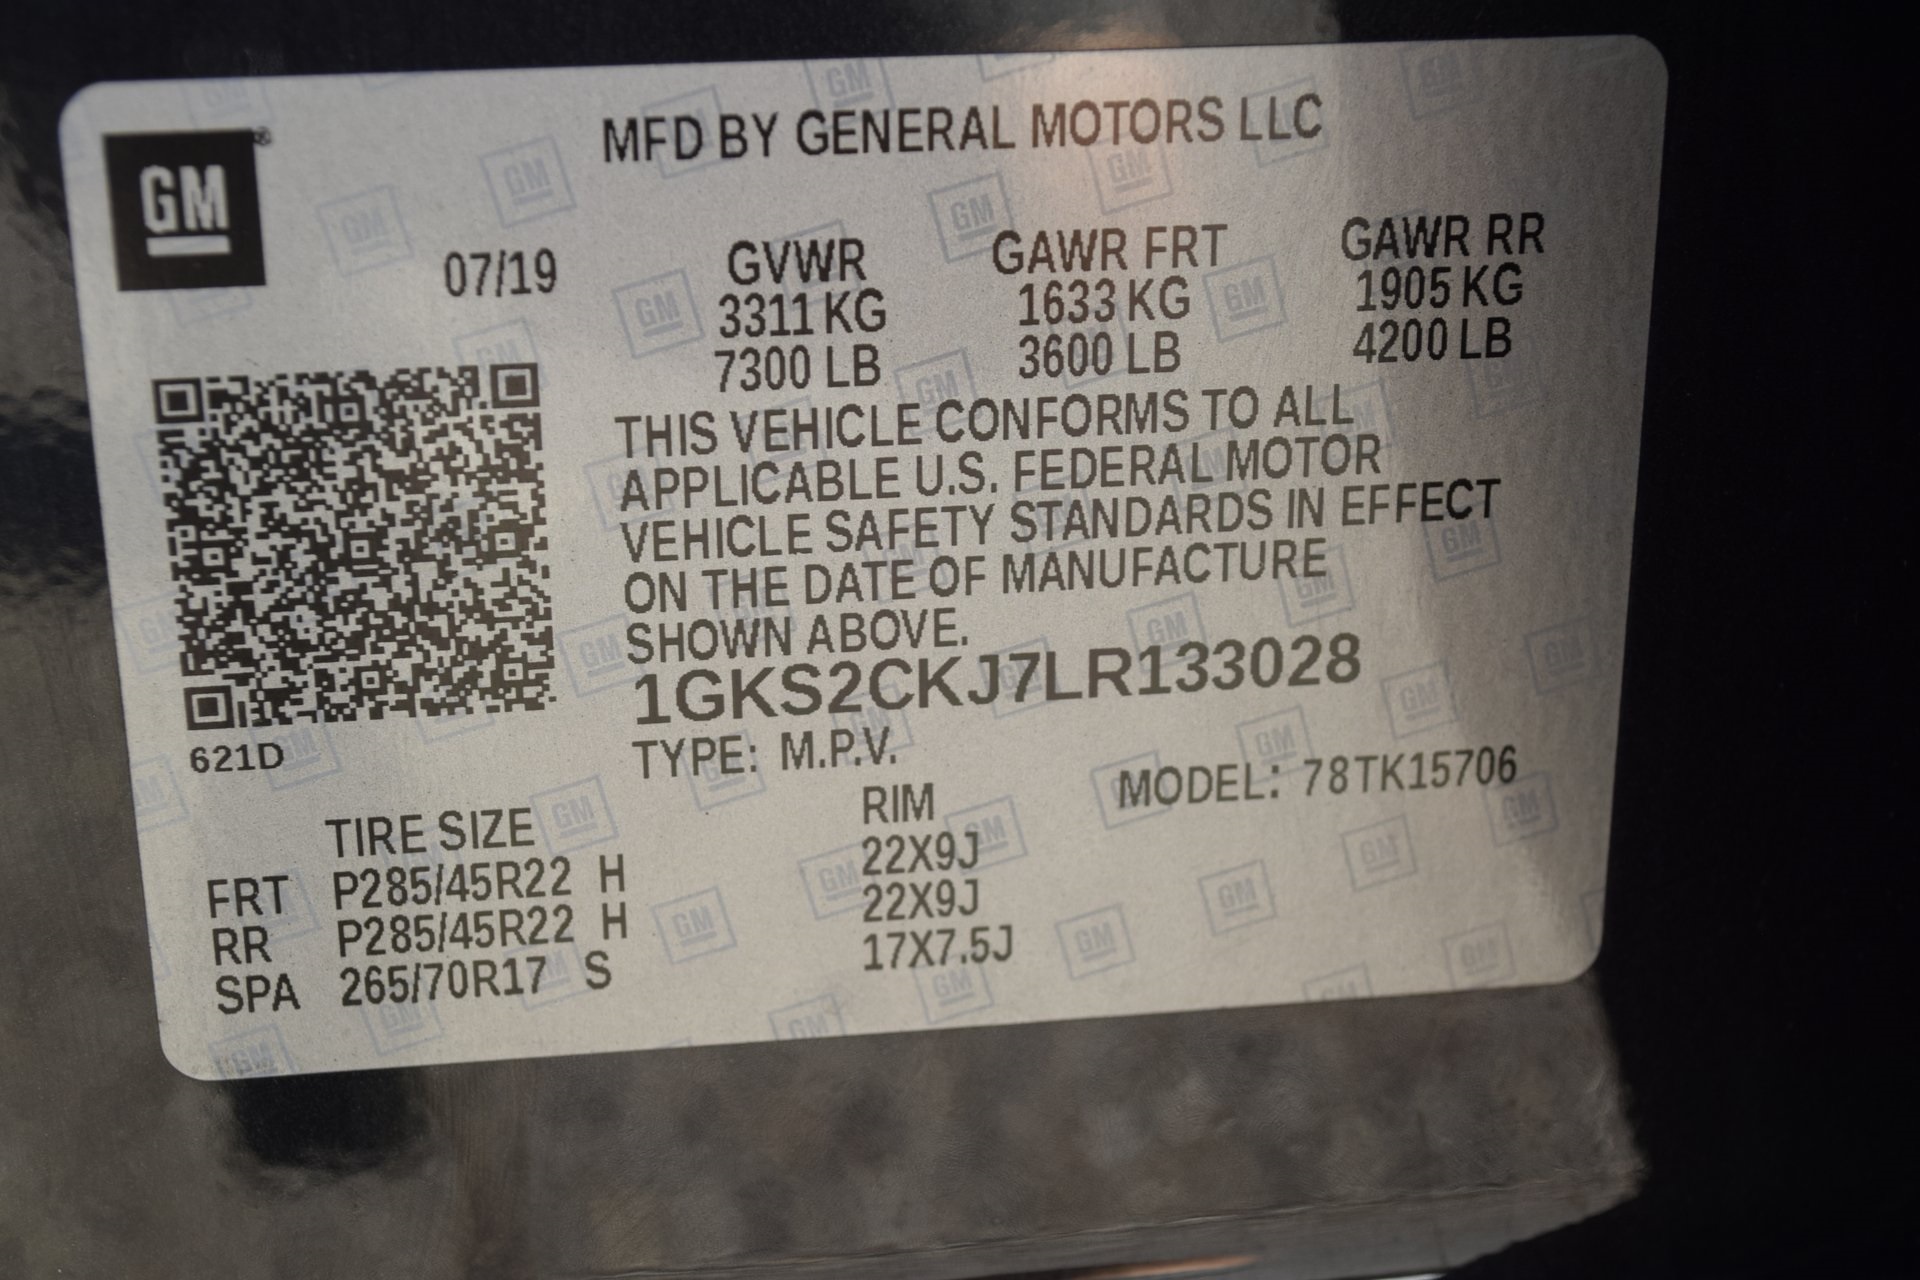 GM®
MFD BY GENERAL MOTORS LLC
07/19
GVWR GAWR FRT GAWR RR
3311 KG 1633 KG 1905 KG
7300 LB 3600 LB 4200 LB
THIS VEHICLE CONFORMS TO ALL
APPLICABLE U.S. FEDERAL MOTOR
VEHICLE SAFETY STANDARDS IN EFFECT
ON THE DATE OF MANUFACTURE
SHOWN ABOVE.
1GKS2CKJ7LR133028
621D
TYPE: M.P.V. MODEL: 78TK15706
TIRE SIZE RIM
FRT P285/45R22 H 22X9J
RR P285/45R22 H 22X9J
SPA 265/70R17 S 17X7.5J